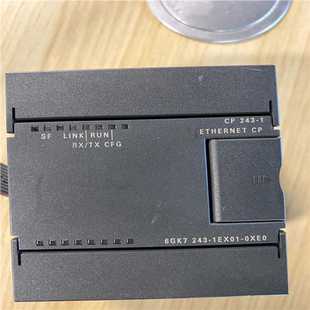 CP 243-1
ETHERNET CP
SF LINK RUN
RX/TX CFG
6GK7 243-1EX01-0XE0